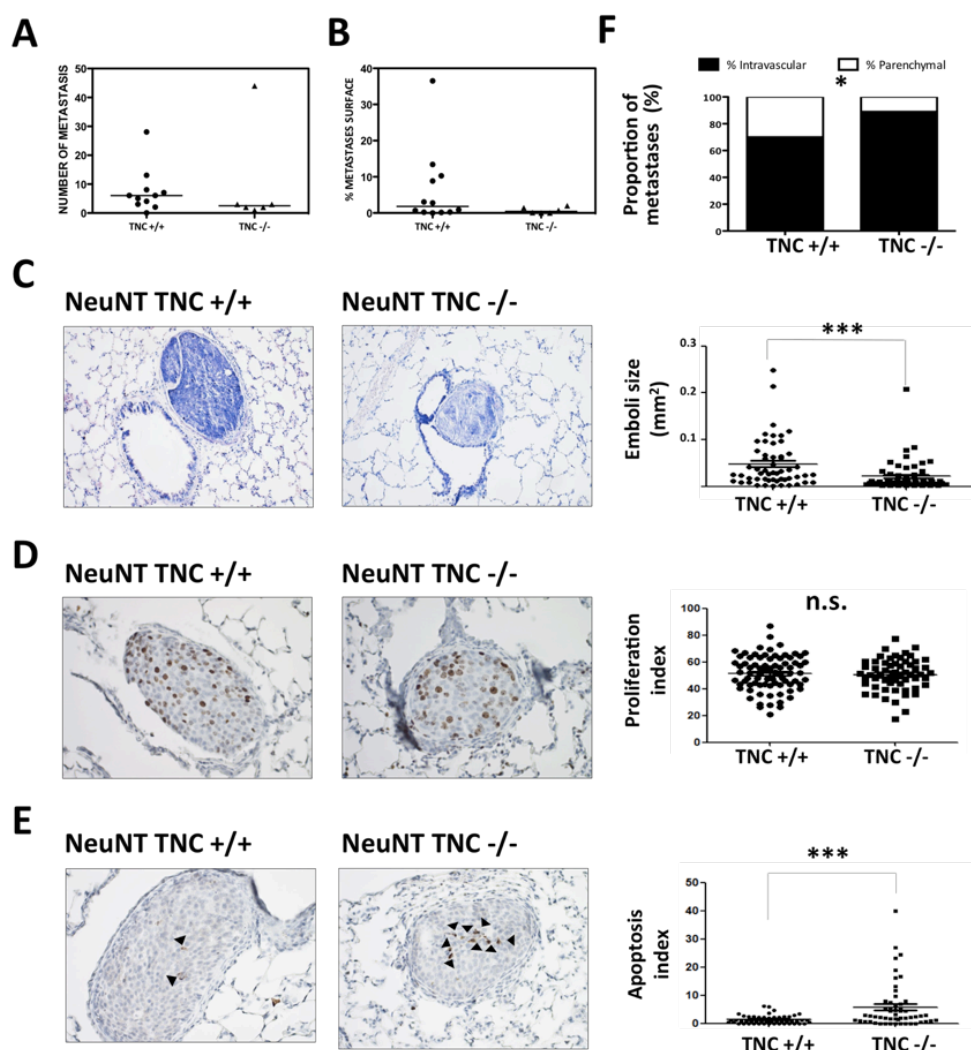 A
NUMBER OF METASTASIS
50
40
30
20
10
0
TNC +/+
TNC -/-
B
% METASTASES SURFACE
40
30
20
10
0
TNC +/+
TNC -/-
F
% Intravascular
% Parenchymal
*
Proportion of
metastases (%)
100
80
60
40
20
0
TNC +/+
TNC -/-
C
NeuNT TNC +/+
NeuNT TNC -/-
***
Emboli size
(mm²)
0.3
0.2
0.1
TNC +/+
TNC -/-
D
NeuNT TNC +/+
NeuNT TNC -/-
n.s.
Proliferation
index
100
80
60
40
20
0
TNC +/+
TNC -/-
E
NeuNT TNC +/+
NeuNT TNC -/-
***
Apoptosis
index
50
40
30
20
10
0
TNC +/+
TNC -/-